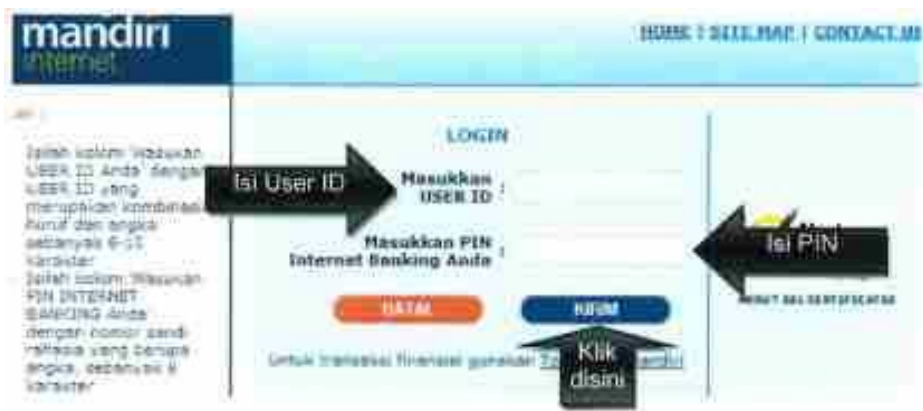 mandiri
internet
HOME | SITE MAP | CONTACT US
LOGIN
Isilah kolom 'Masukan
USER ID Anda' dengan
USER ID yang
merupakan kombinasi
huruf dan angka
sebanyak 6-10
karakter
Isilah kolom 'Masukan
PIN INTERNET
BANKING Anda'
dengan nomor sandi
rahasia yang berupa
angka, sebanyak 6
karakter
Isi User ID
Masukkan
USER ID :
Masukkan PIN
Internet Banking Anda :
Isi PIN
BATAL
KIRIM
ABOUT SSL CERTIFICATES
Untuk transaksi finansial gunakan
Klik
disini